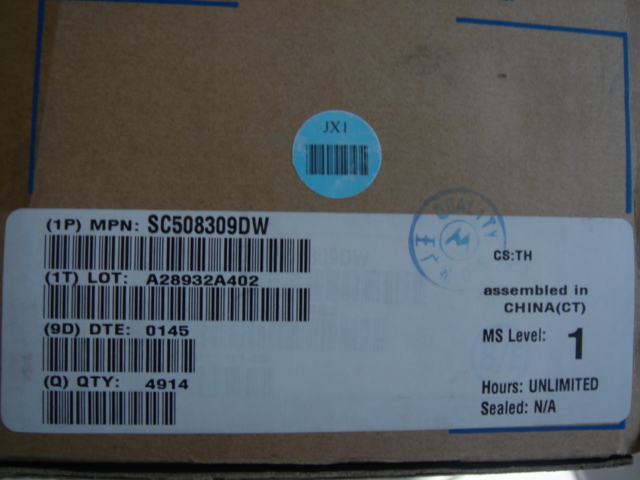 JX1
(1P) MPN: SC508309DW
(1T) LOT: A28932A402
(9D) DTE: 0145
(Q) QTY: 4914
QUALITY
CS:TH
assembled in
CHINA(CT)
MS Level: 1
Hours: UNLIMITED
Sealed: N/A